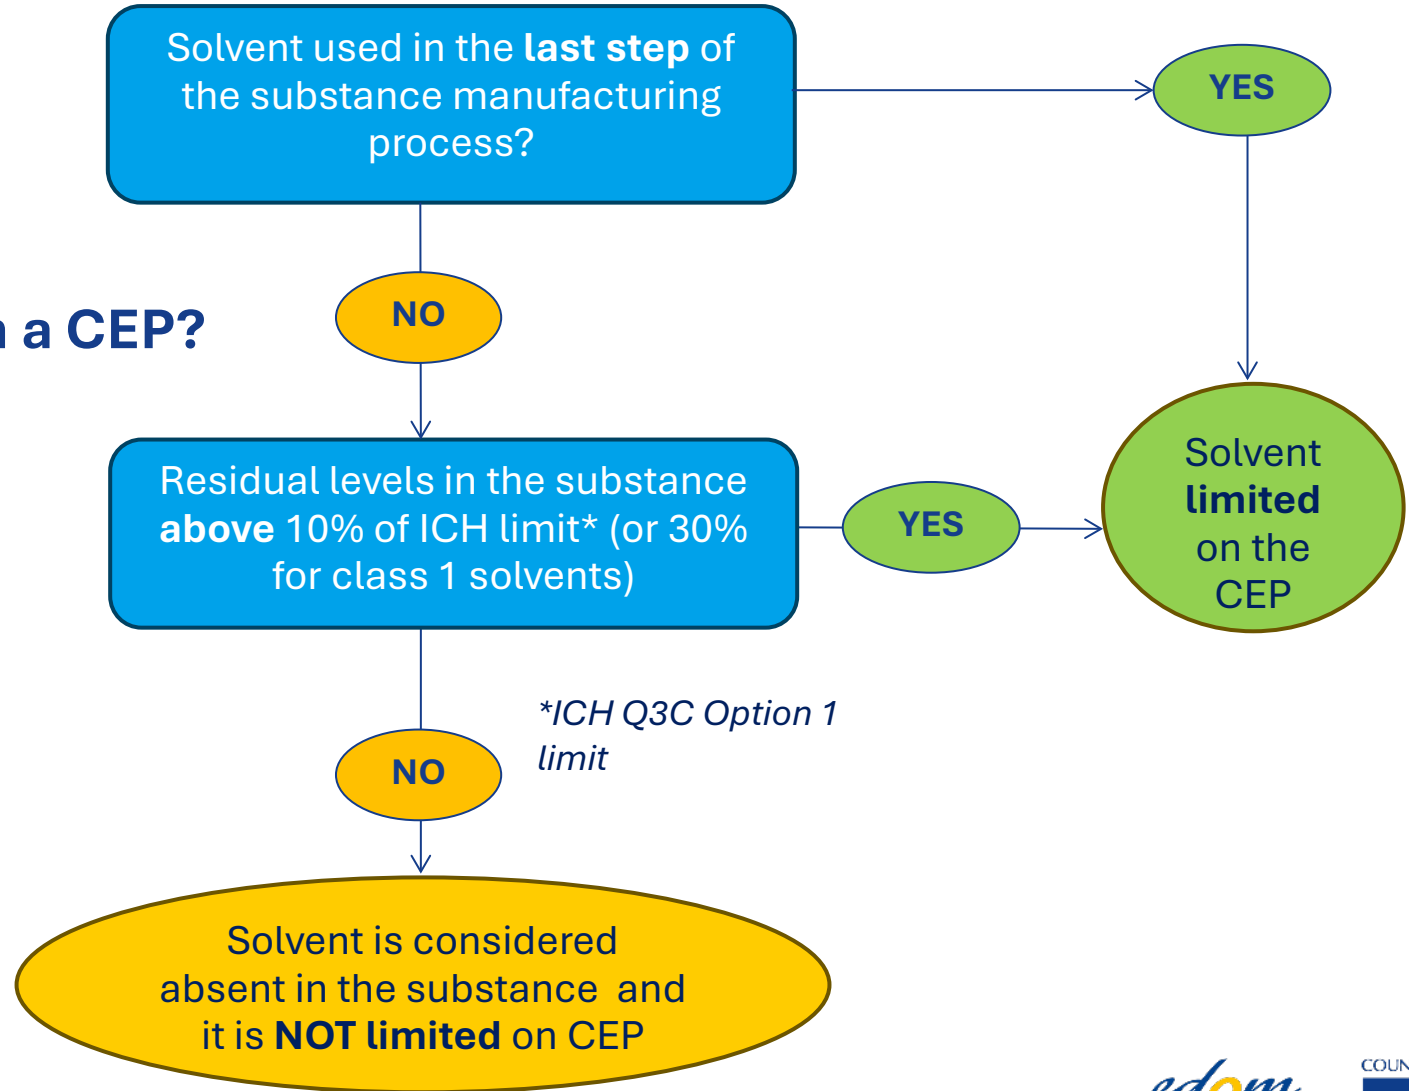 Solvent used in the last step of
the substance manufacturing
process?
YES
NO
a CEP?
Residual levels in the substance
above 10% of ICH limit* (or 30%
for class 1 solvents)
YES
Solvent
limited
on the
CEP
*ICH Q3C Option 1
limit
NO
Solvent is considered
absent in the substance and
it is NOT limited on CEP
edom
COUN